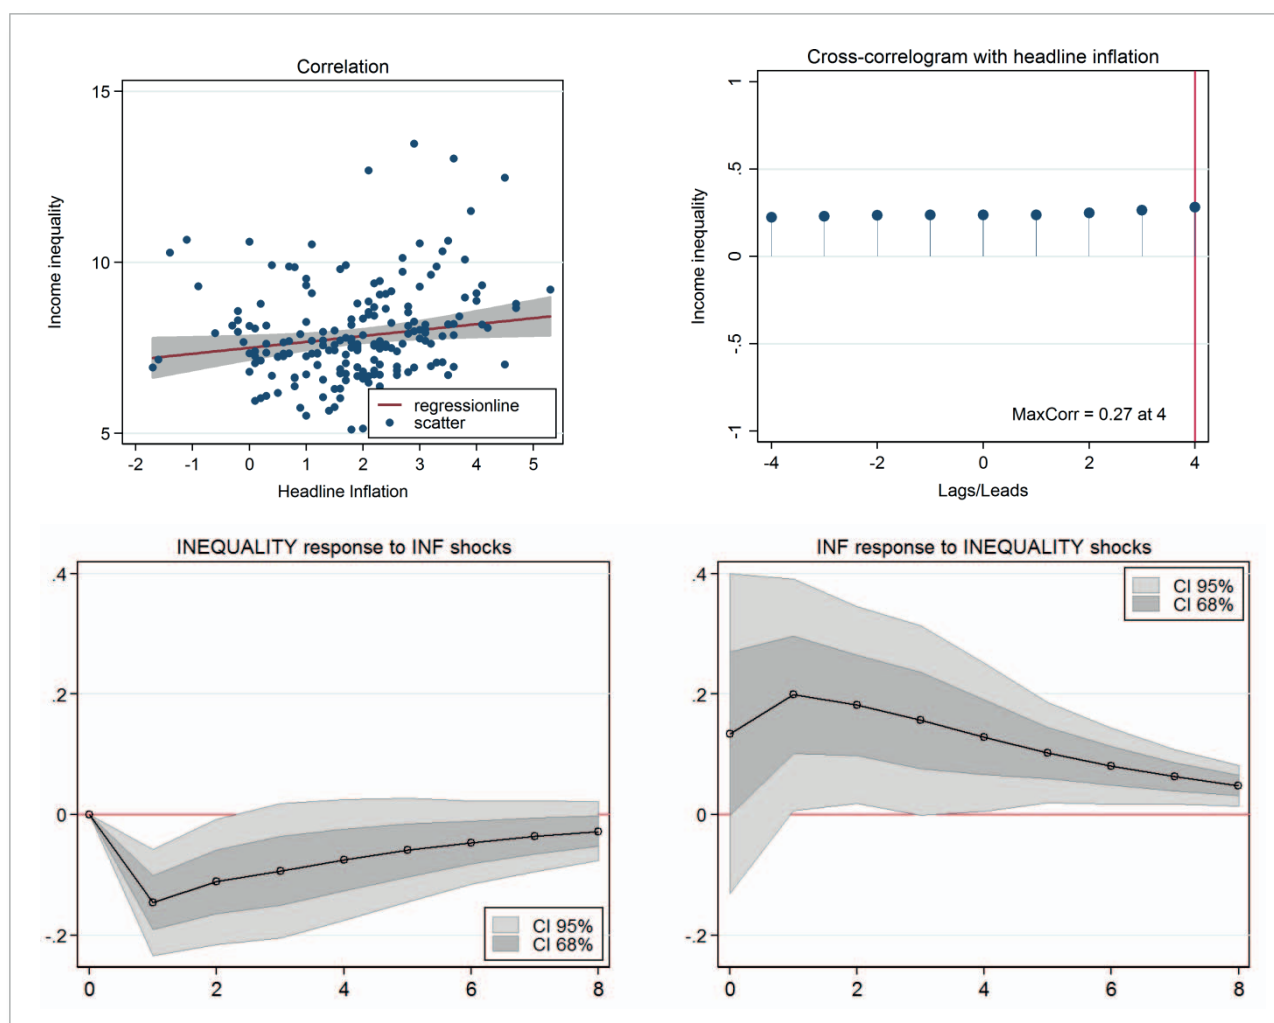 Correlation
15
10
5
Income inequality
-2 -1 0 1 2 3 4 5
Headline Inflation
regressionline
scatter
Cross-correlogram with headline inflation
1
.5
0
-.5
-1
Income inequality
-4 -2 0 2 4
Lags/Leads
MaxCorr = 0.27 at 4
INEQUALITY response to INF shocks
.4
.2
0
-.2
0 2 4 6 8
CI 95%
CI 68%
INF response to INEQUALITY shocks
.4
.2
0
-.2
0 2 4 6 8
CI 95%
CI 68%